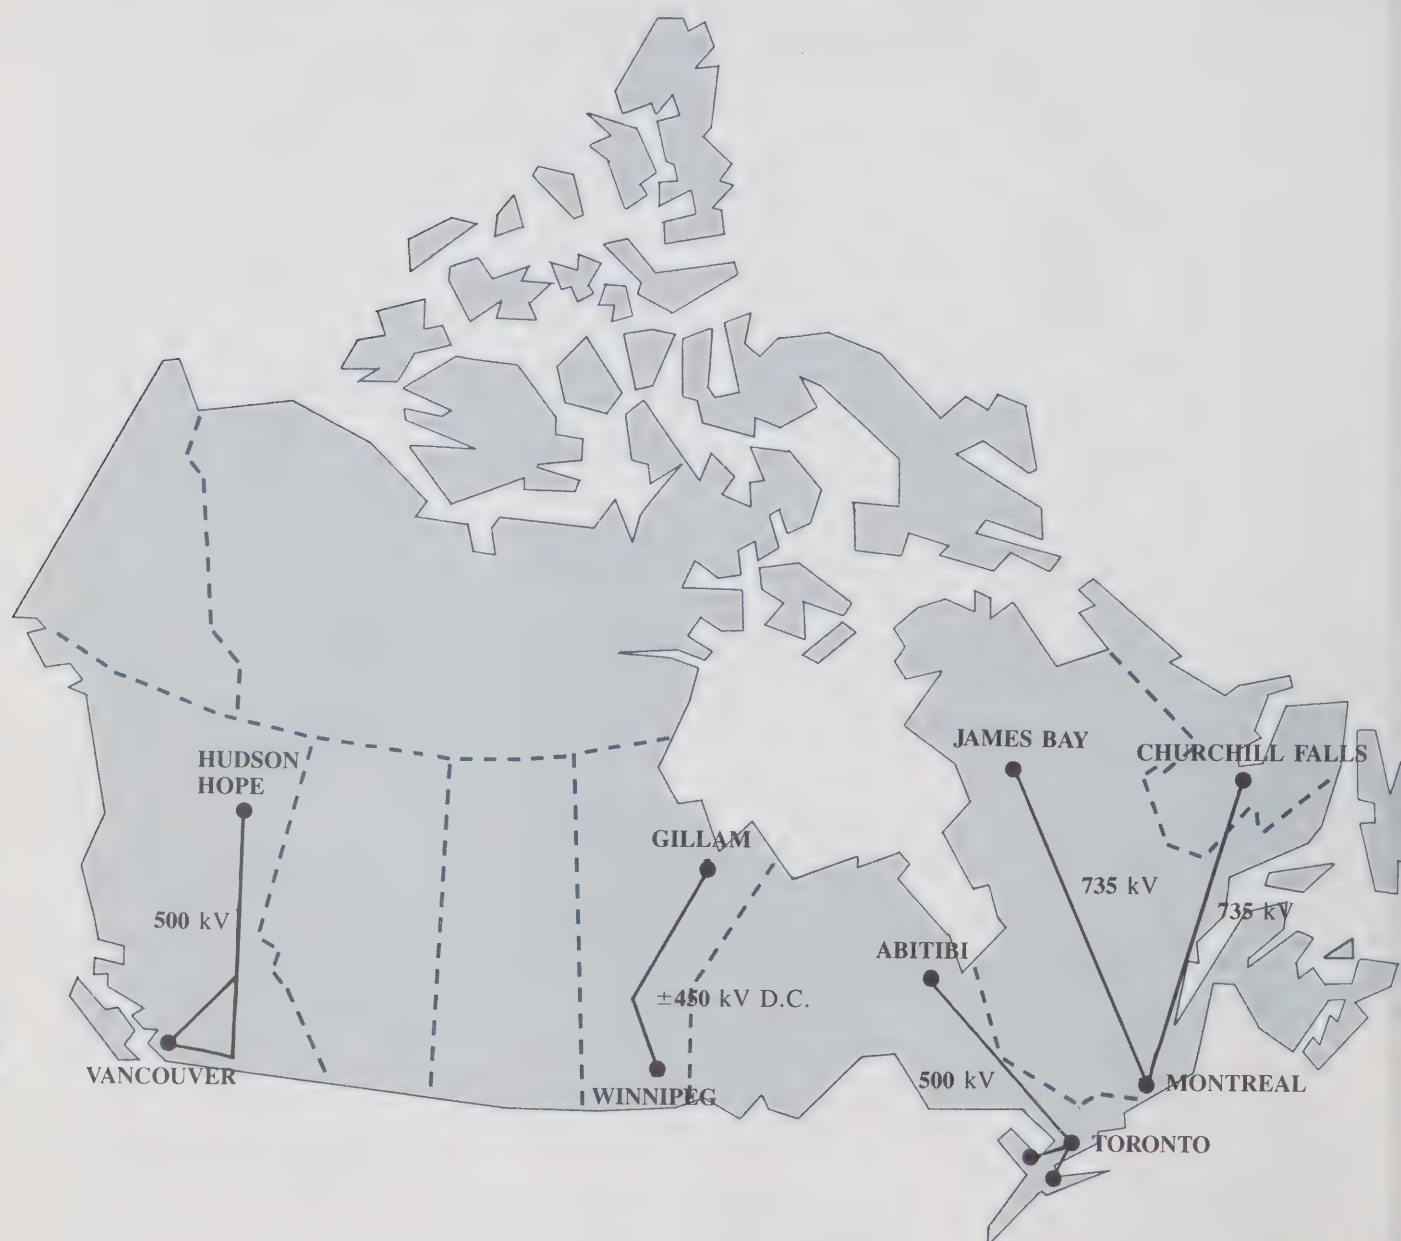 HUDSON
HOPE
JAMES BAY
CHURCHILL FALLS
GILLAM
735 kV
500 kV
735 kV
ABITIBI
±450 kV D.C.
VANCOUVER
500 kV
WINNIPEG
MONTREAL
TORONTO